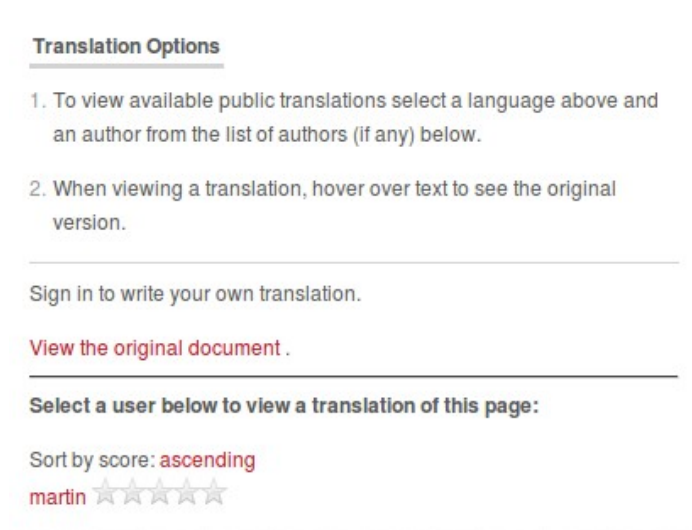 Translation Options
1. To view available public translations select a language above and
an author from the list of authors (if any) below.
2. When viewing a translation, hover over text to see the original
version.
Sign in to write your own translation.
View the original document .
Select a user below to view a translation of this page:
Sort by score: ascending
martin